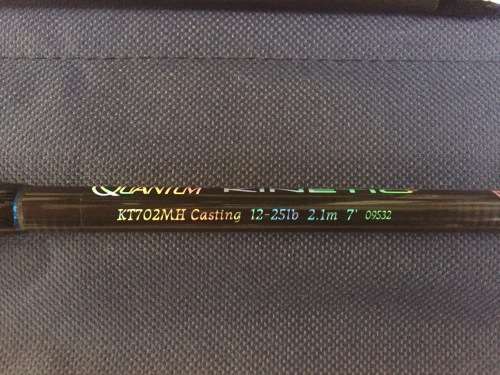 QUANTUM KINETIC
KT702MH Casting 12-25lb 2.1m 7' 09532